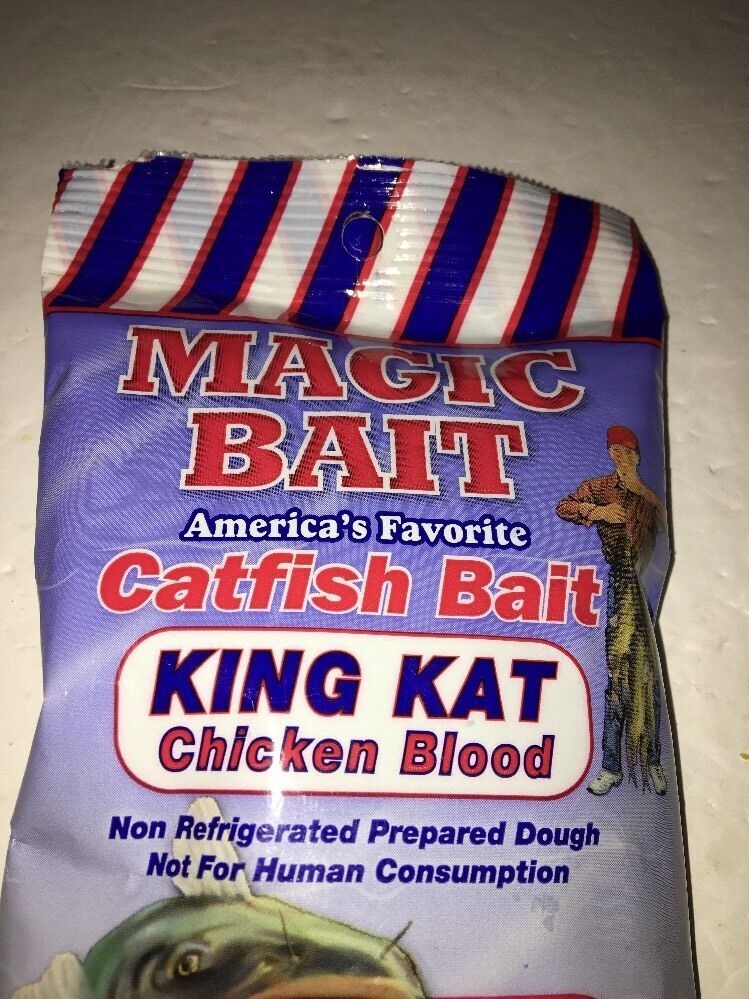 MAGIC
BAIT
America's Favorite
Catfish Bait
KING KAT
Chicken Blood
Non Refrigerated Prepared Dough
Not For Human Consumption